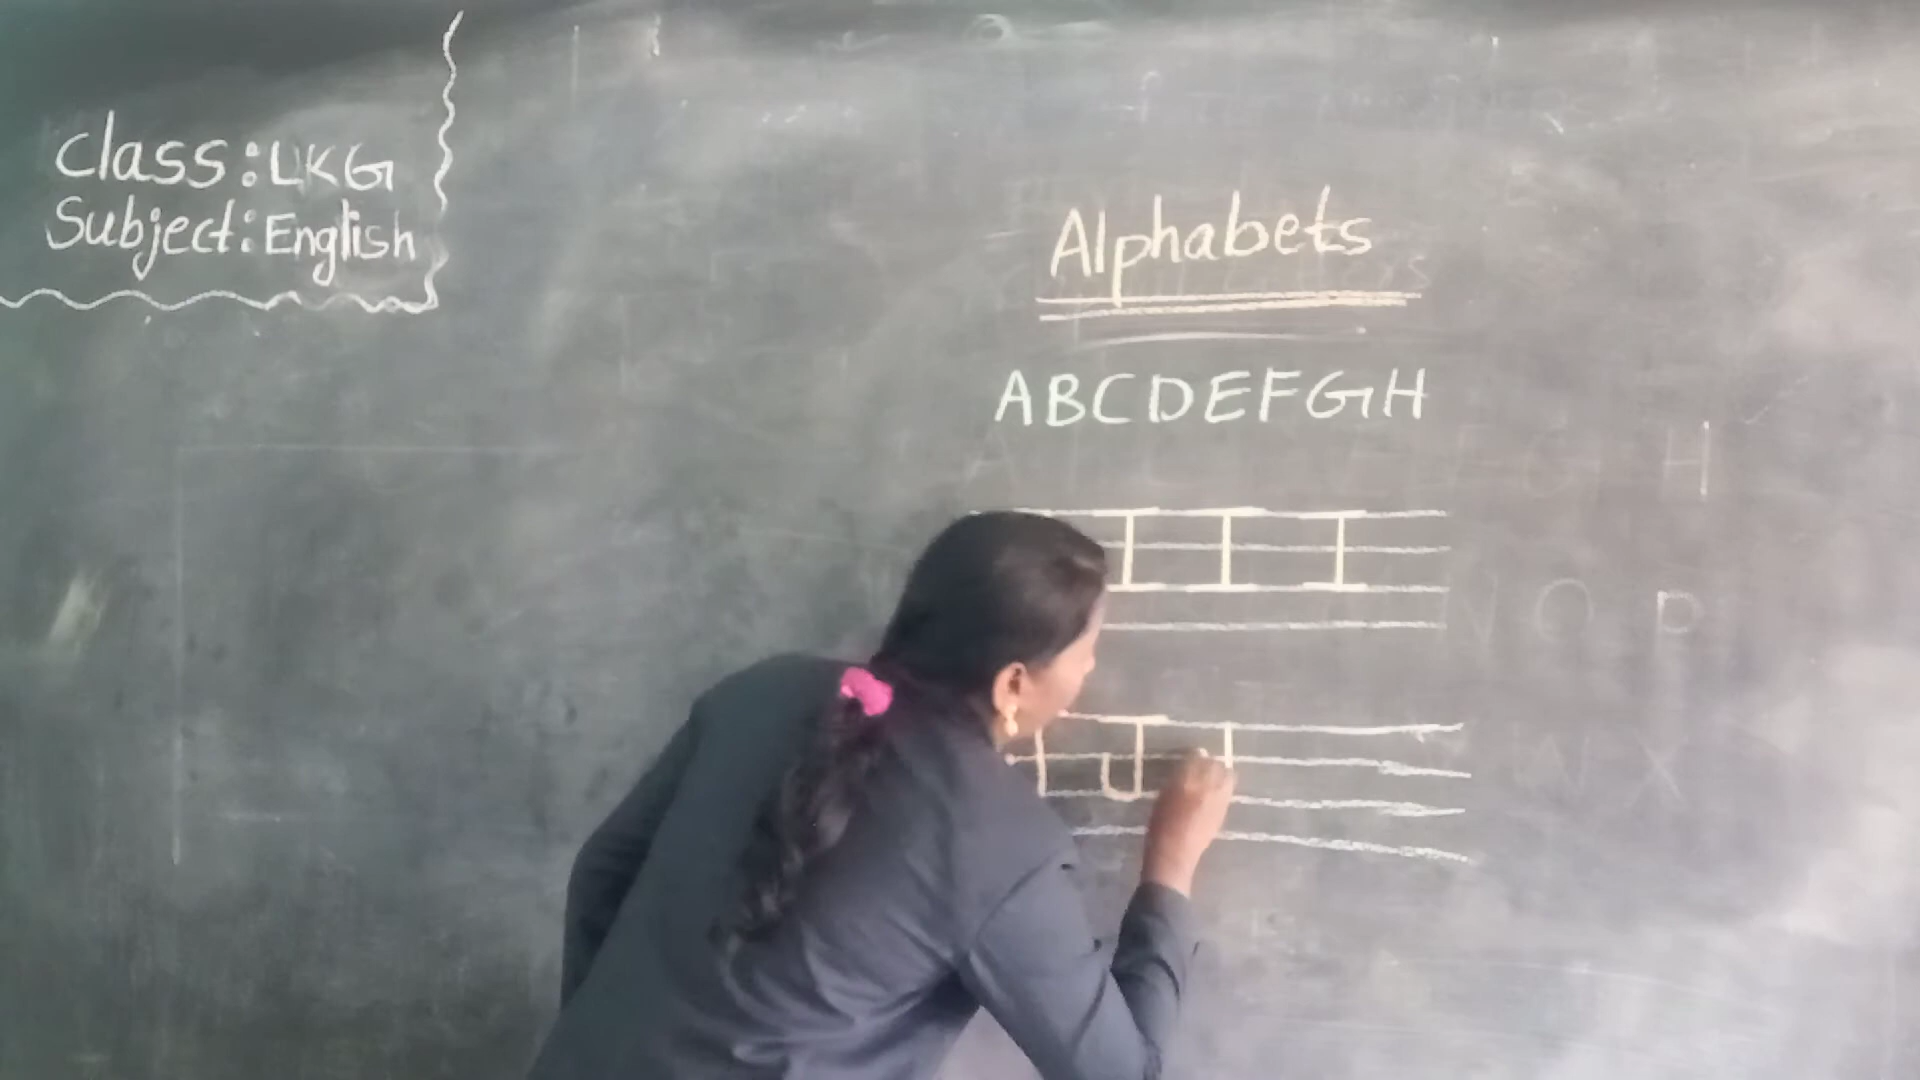 Class: LKG
Subject: English
Alphabets
ABCDEFGH
I I I
J J